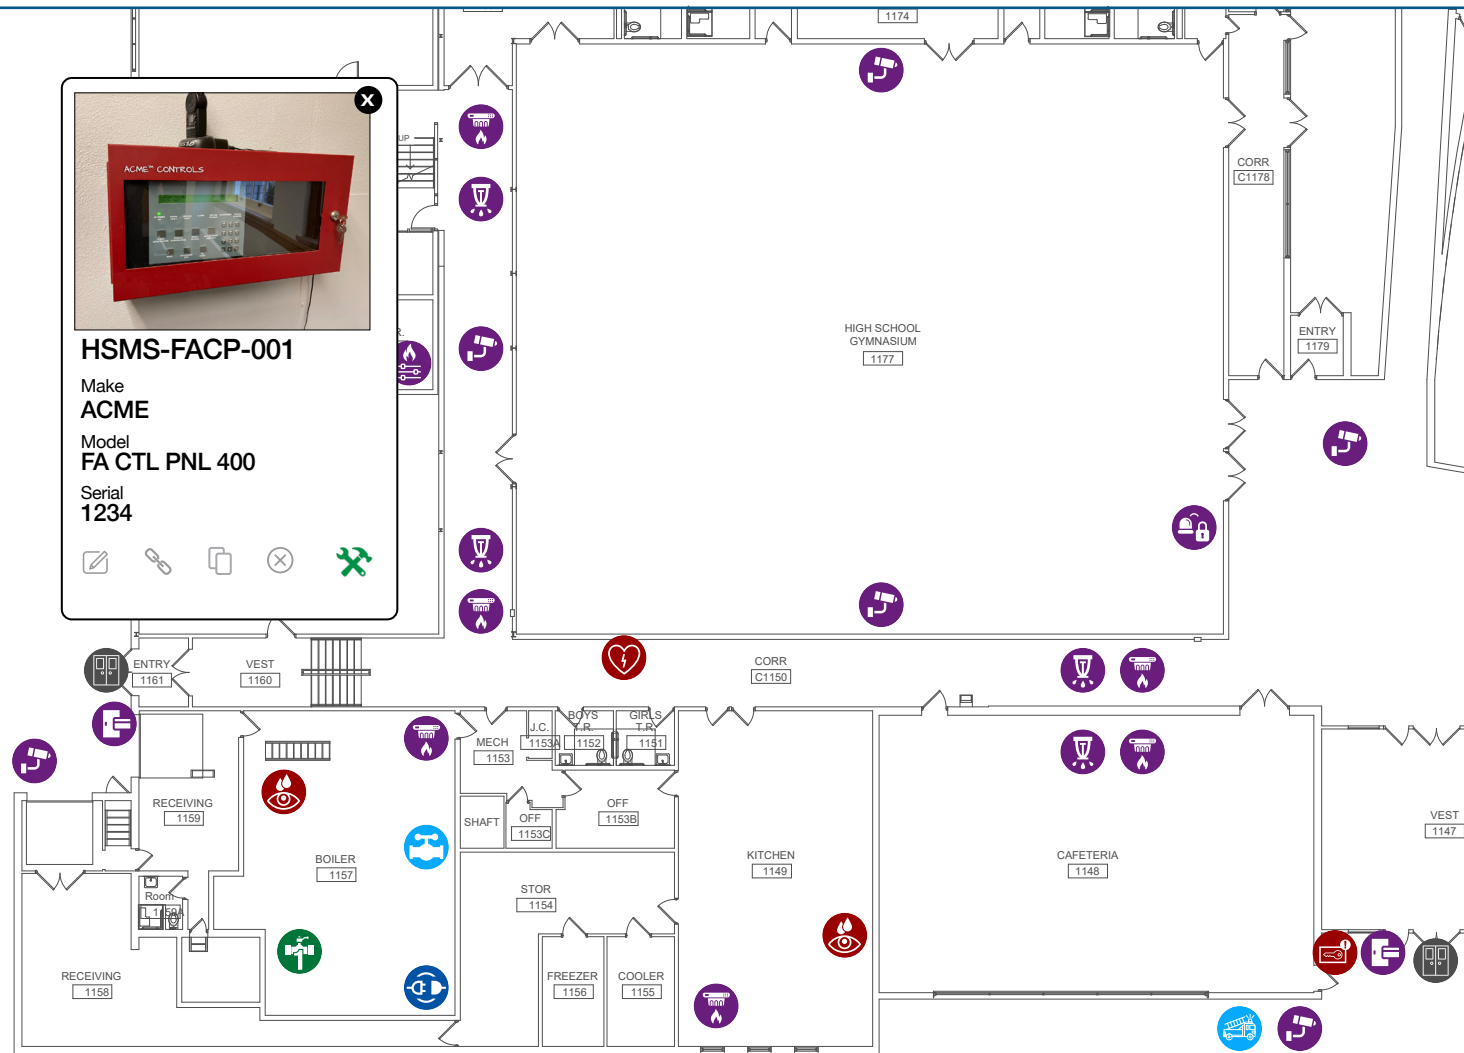 1174
X
ACME™ CONTROLS
HSMS-FACP-001
Make
ACME
Model
FA CTL PNL 400
Serial
1234
UP
R.
CORR
C1178
HIGH SCHOOL
GYMNASIUM
1177
ENTRY
1179
ENTRY
1161
VEST
1160
CORR
C1150
MECH
1153
J.C.
1153A
BOYS
T.R.
1152
GIRLS
T.R.
1151
RECEIVING
1159
SHAFT
OFF
1153C
OFF
1153B
BOILER
1157
KITCHEN
1149
CAFETERIA
1148
VEST
1147
STOR
1154
Room
1159A
RECEIVING
1158
FREEZER
1156
COOLER
1155